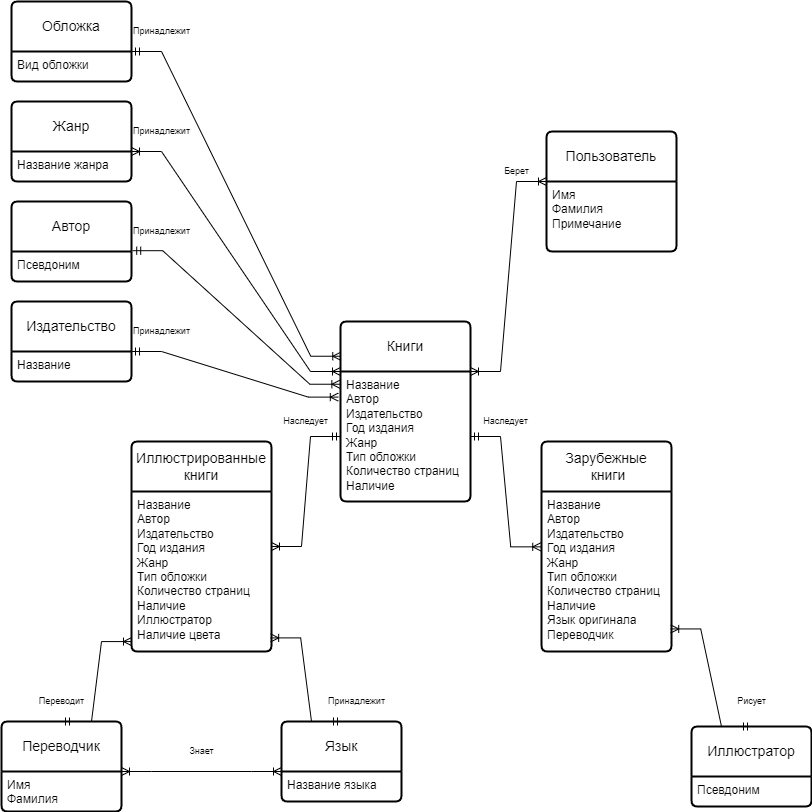 Обложка
Принадлежит
Вид обложки
Жанр
Принадлежит
Название жанра
Автор
Принадлежит
Псевдоним
Издательство
Принадлежит
Название
Пользователь
Берет
Имя
Фамилия
Примечание
Книги
Название
Автор
Издательство
Год издания
Жанр
Тип обложки
Количество страниц
Наличие
Наследует
Наследует
Иллюстрированные
книги
Название
Автор
Издательство
Год издания
Жанр
Тип обложки
Количество страниц
Наличие
Иллюстратор
Наличие цвета
Зарубежные
книги
Название
Автор
Издательство
Год издания
Жанр
Тип обложки
Количество страниц
Наличие
Язык оригинала
Переводчик
Переводит
Принадлежит
Рисует
Переводчик
Имя
Фамилия
Знает
Язык
Название языка
Иллюстратор
Псевдоним